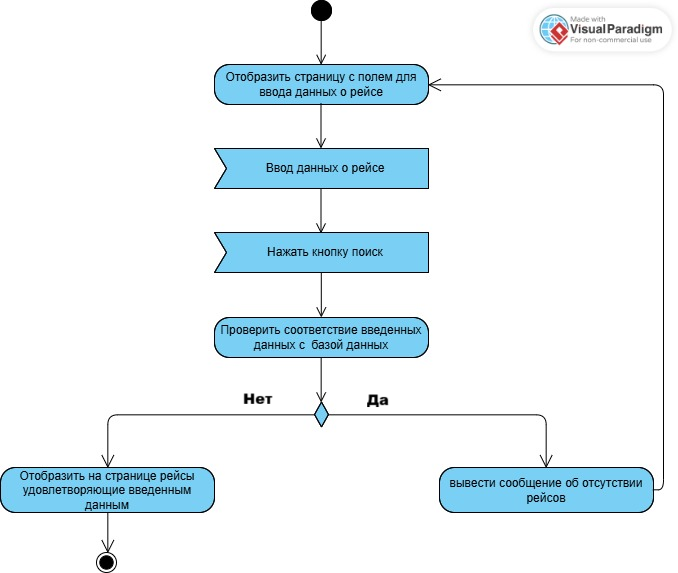 Made with
VisualParadigm
For non-commercial use
Отобразить страницу с полем для
ввода данных о рейсе
Ввод данных о рейсе
Нажать кнопку поиск
Проверить соответствие введенных
данных с базой данных
Нет
Да
Отобразить на странице рейсы
удовлетворяющие введенным
данным
вывести сообщение об отсутствии
рейсов